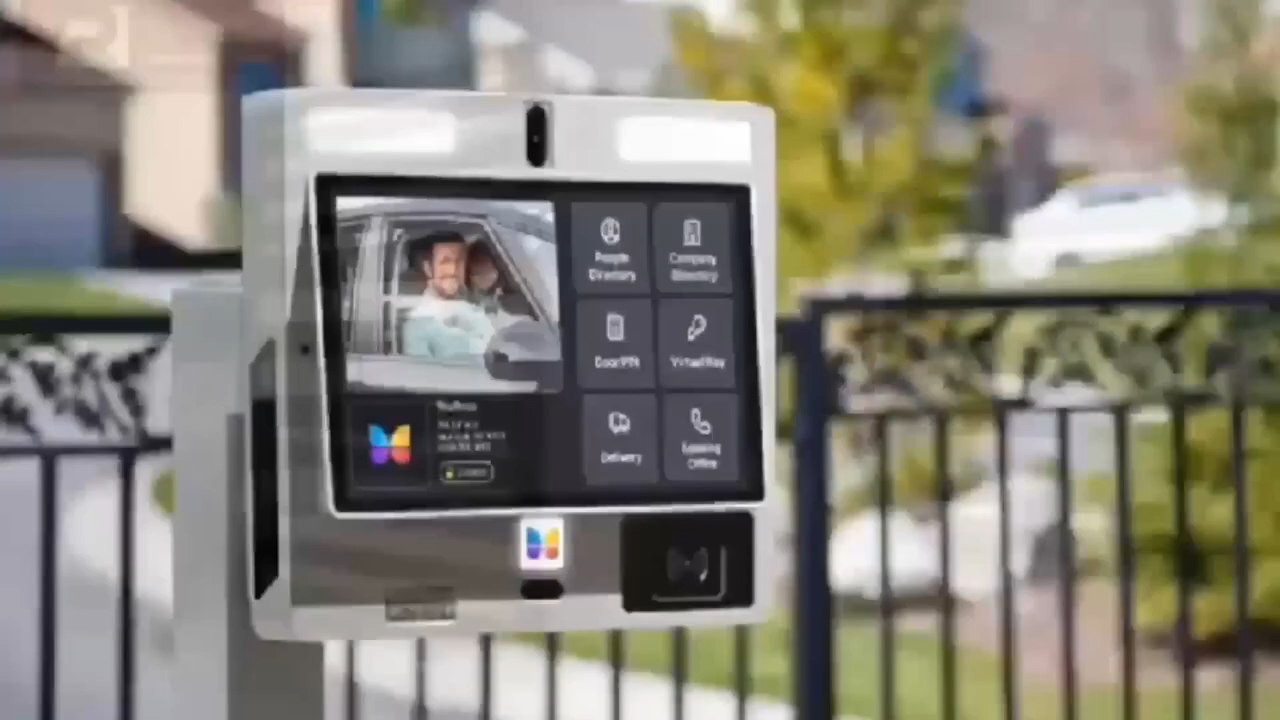 People
Directory
Company
Directory
Door PIN
Virtual Key
Delivery
Leasing
Office